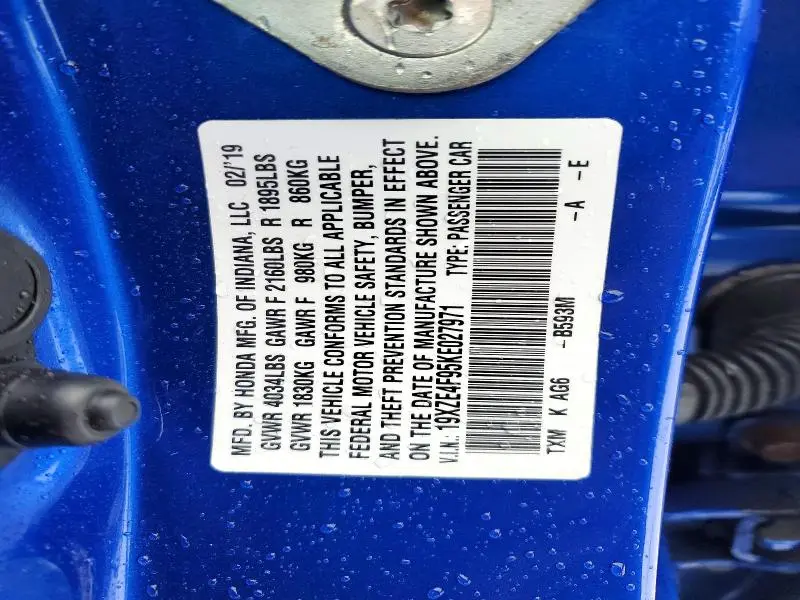 MFD. BY HONDA MFG. OF INDIANA, LLC 02/'19
GVWR 4034LBS GAWR F 2160LBS R 1895LBS
GVWR 1830KG GAWR F 980KG R 860KG
THIS VEHICLE CONFORMS TO ALL APPLICABLE
FEDERAL MOTOR VEHICLE SAFETY, BUMPER,
AND THEFT PREVENTION STANDARDS IN EFFECT
ON THE DATE OF MANUFACTURE SHOWN ABOVE.
V.I.N.: 19XZE4F95KE027971 TYPE: PASSENGER CAR
TXM K AG6 -B593M -A -E